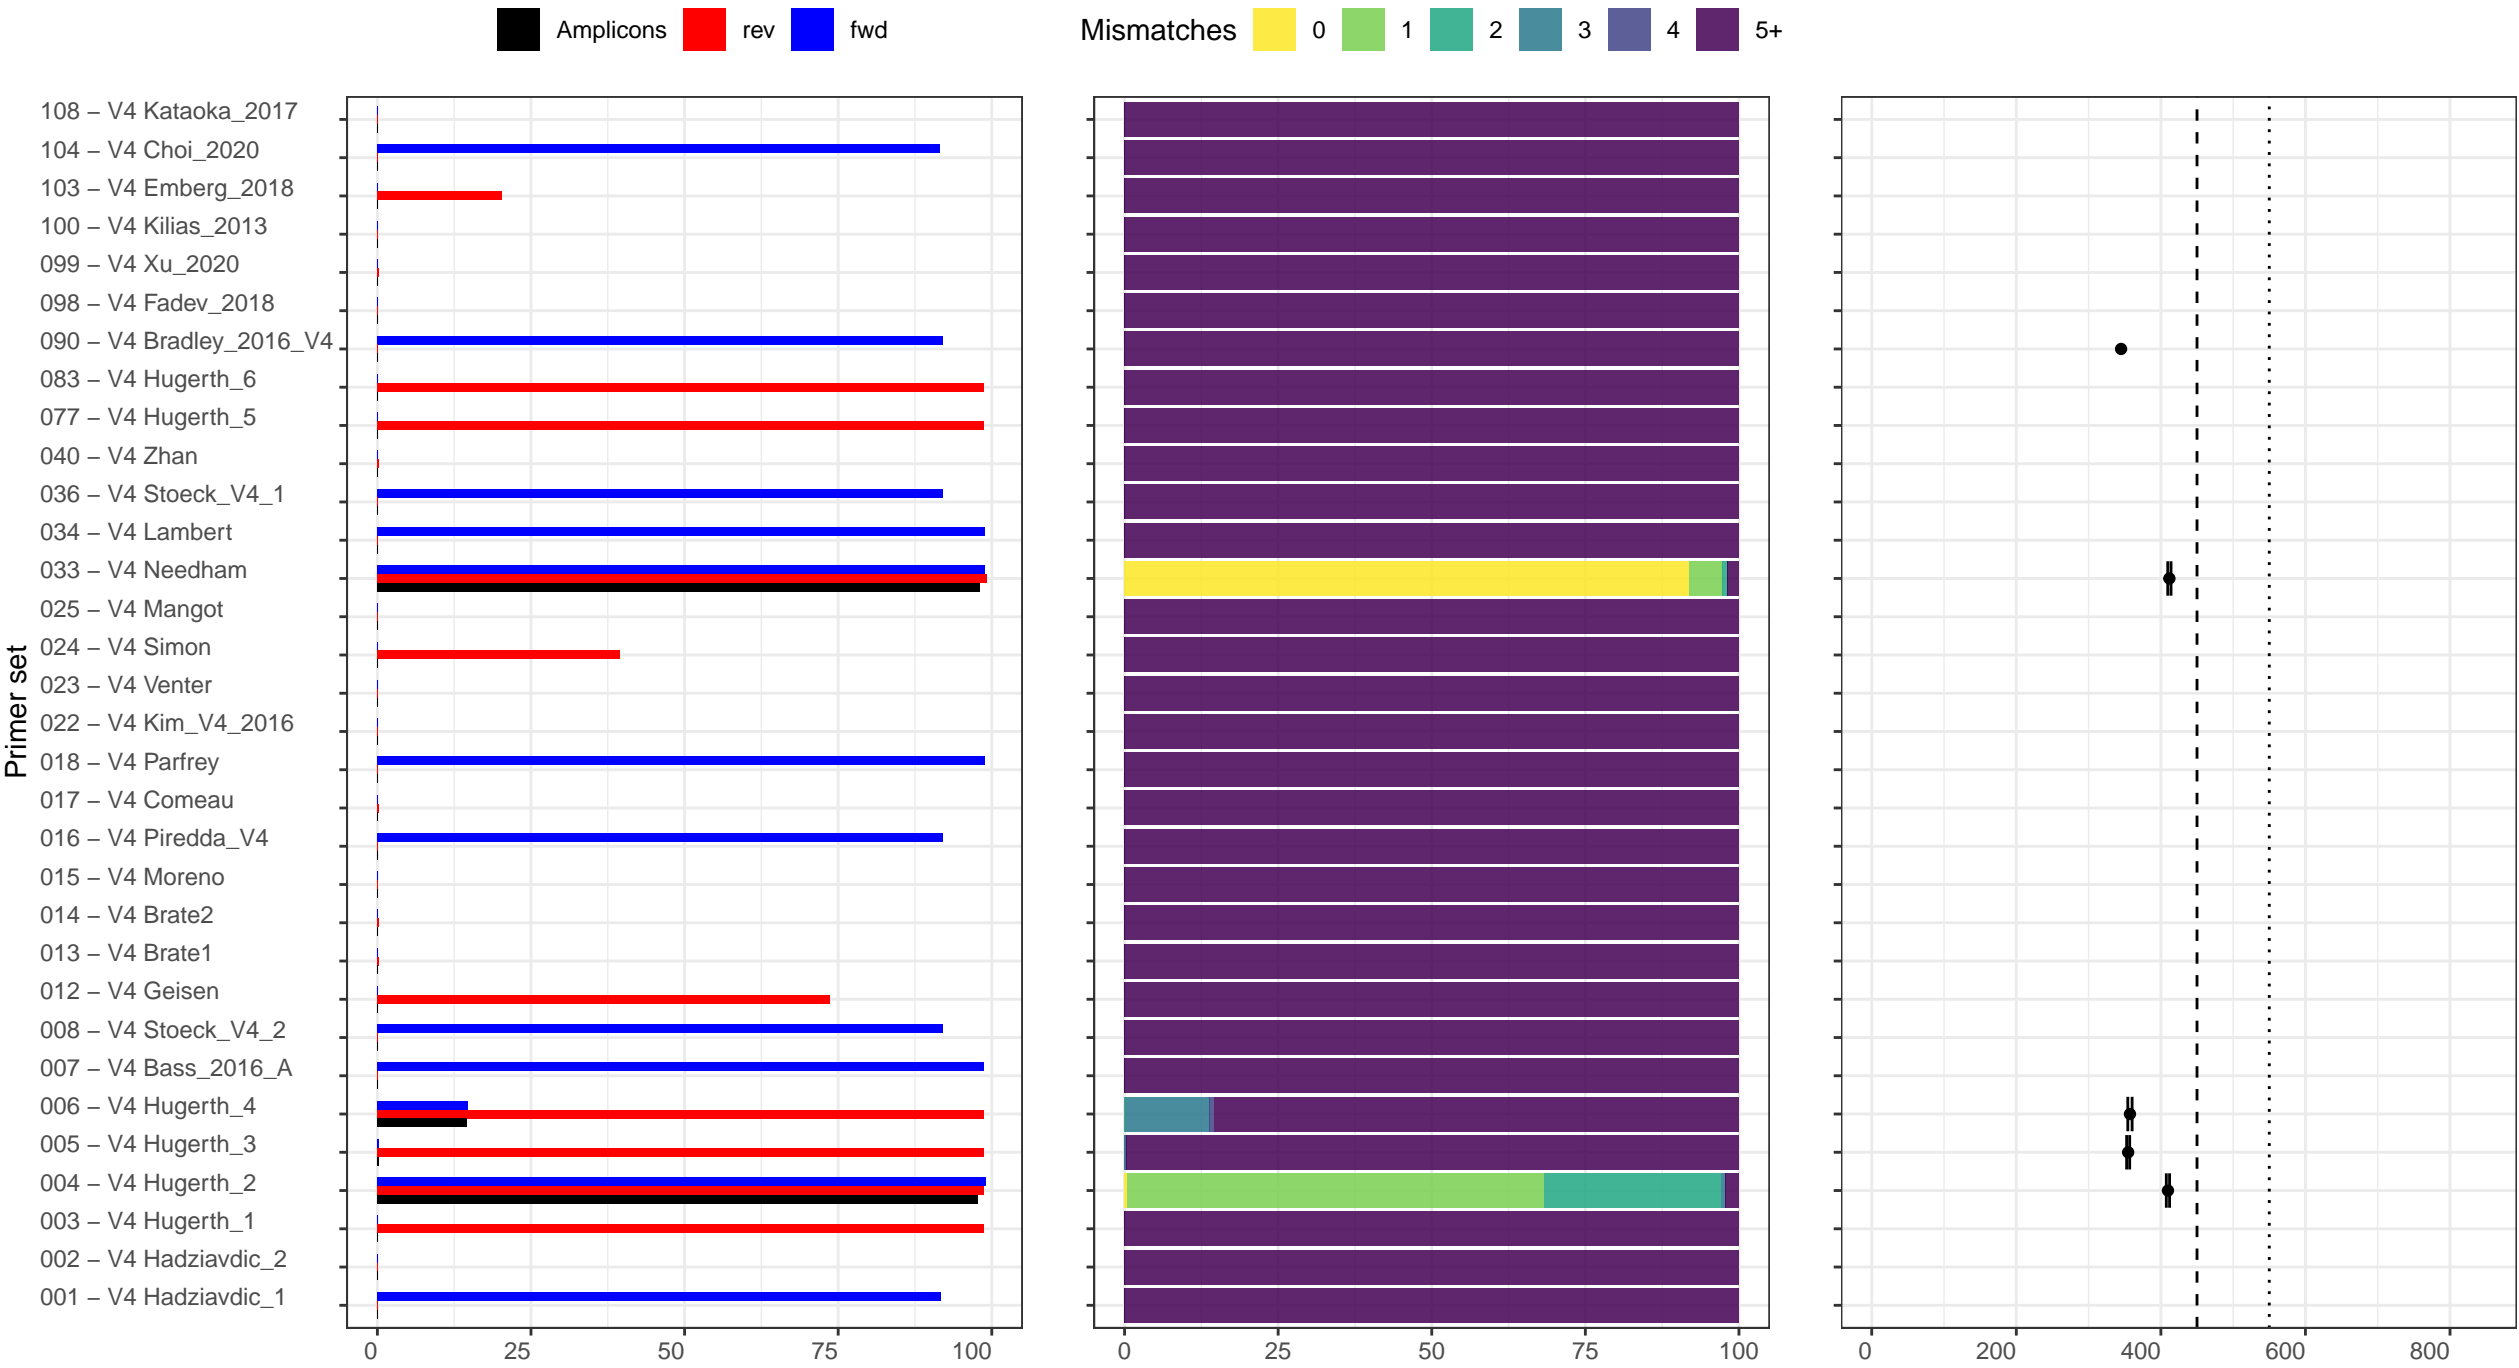 Amplicons rev fwd
Mismatches 0 1 2 3 4 5+
Primer set
108 – V4 Kataoka_2017
104 – V4 Choi_2020
103 – V4 Emberg_2018
100 – V4 Kilias_2013
099 – V4 Xu_2020
098 – V4 Fadev_2018
090 – V4 Bradley_2016_V4
083 – V4 Hugerth_6
077 – V4 Hugerth_5
040 – V4 Zhan
036 – V4 Stoeck_V4_1
034 – V4 Lambert
033 – V4 Needham
025 – V4 Mangot
024 – V4 Simon
023 – V4 Venter
022 – V4 Kim_V4_2016
018 – V4 Parfrey
017 – V4 Comeau
016 – V4 Piredda_V4
015 – V4 Moreno
014 – V4 Brate2
013 – V4 Brate1
012 – V4 Geisen
008 – V4 Stoeck_V4_2
007 – V4 Bass_2016_A
006 – V4 Hugerth_4
005 – V4 Hugerth_3
004 – V4 Hugerth_2
003 – V4 Hugerth_1
002 – V4 Hadziavdic_2
001 – V4 Hadziavdic_1
0 25 50 75 100
0 25 50 75 100
0 200 400 600 800